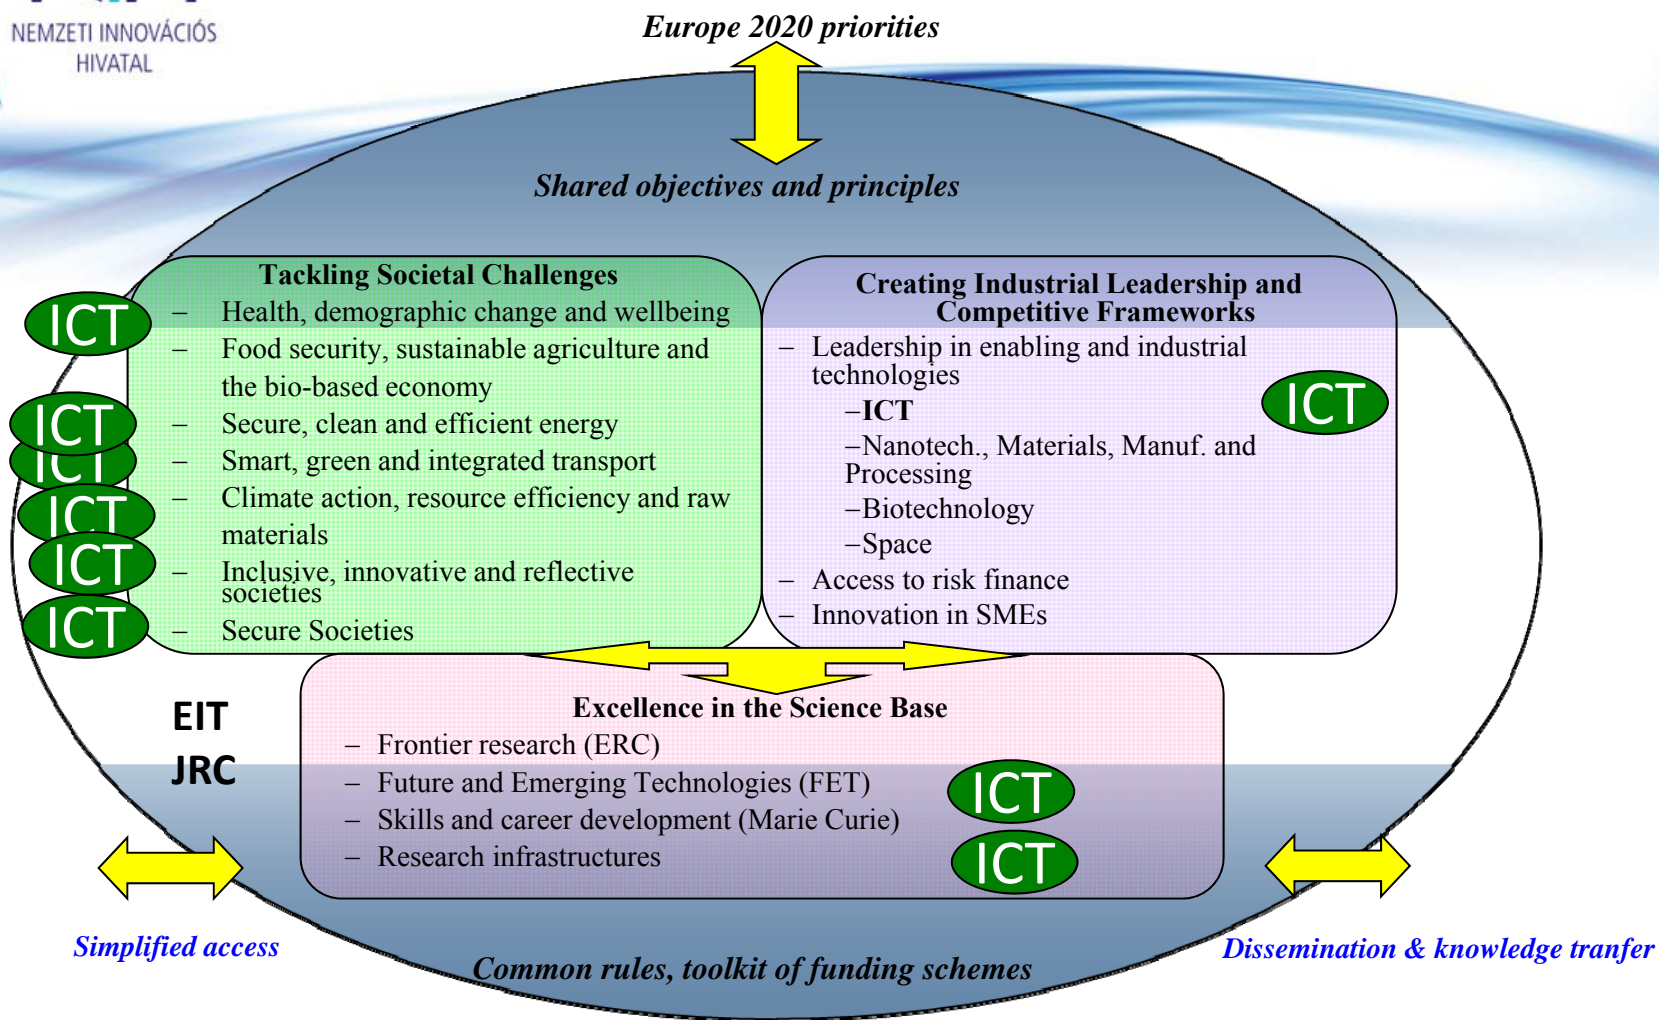 NEMZETI INNOVÁCIÓS
HIVATAL
Europe 2020 priorities
Shared objectives and principles
Tackling Societal Challenges
– Health, demographic change and wellbeing
– Food security, sustainable agriculture and
the bio-based economy
– Secure, clean and efficient energy
– Smart, green and integrated transport
– Climate action, resource efficiency and raw
materials
– Inclusive, innovative and reflective
societies
– Secure Societies
ICT
ICT
ICT
ICT
ICT
ICT
Creating Industrial Leadership and
Competitive Frameworks
– Leadership in enabling and industrial
technologies
–ICT
–Nanotech., Materials, Manuf. and
Processing
–Biotechnology
–Space
– Access to risk finance
– Innovation in SMEs
ICT
Excellence in the Science Base
– Frontier research (ERC)
– Future and Emerging Technologies (FET)
– Skills and career development (Marie Curie)
– Research infrastructures
ICT
ICT
EIT
JRC
Simplified access
Common rules, toolkit of funding schemes
Dissemination & knowledge tranfer